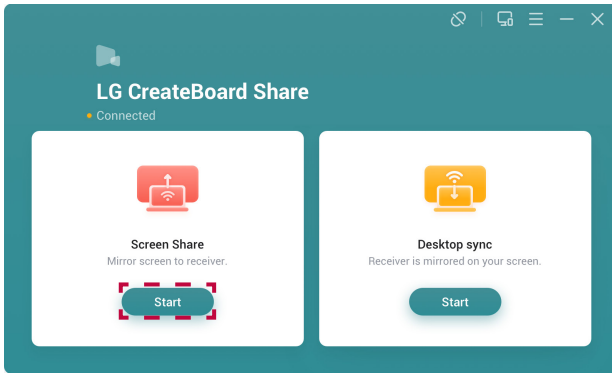 LG CreateBoard Share
Connected
Screen Share
Mirror screen to receiver.
Start
Desktop sync
Receiver is mirrored on your screen.
Start